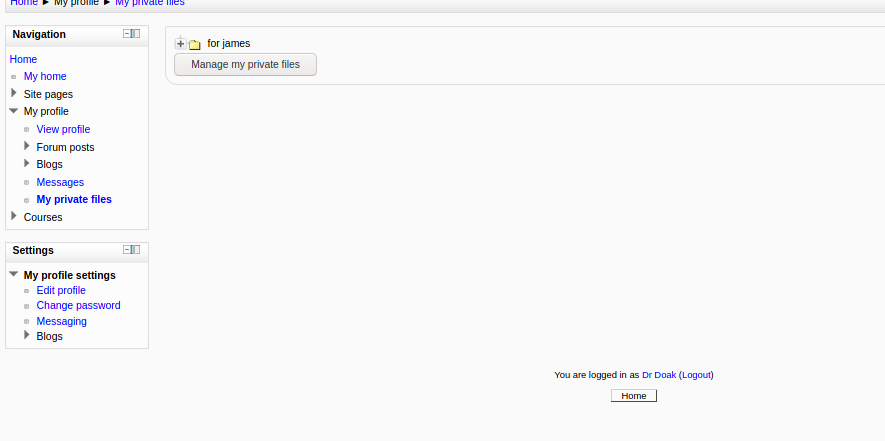 Home ► My profile ► My private files
Navigation
Home
My home
Site pages
My profile
View profile
Forum posts
Blogs
Messages
My private files
Courses
Settings
My profile settings
Edit profile
Change password
Messaging
Blogs
for james
Manage my private files
You are logged in as Dr Doak (Logout)
Home